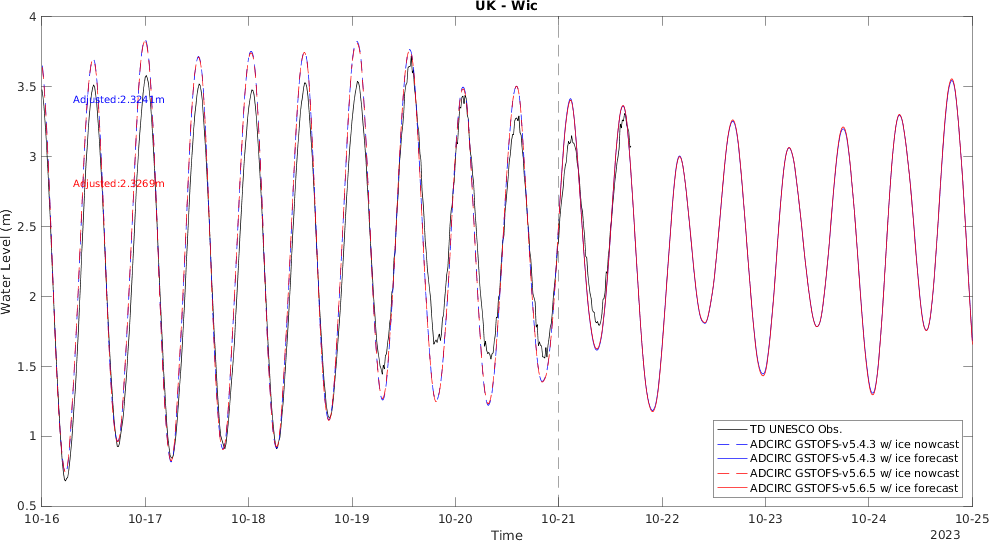 UK - Wic
4
3.5
3
2.5
2
1.5
1
0.5
Water Level (m)
Adjusted:2.3241m
Adjusted:2.3269m
TD UNESCO Obs.
ADCIRC GSTOFS-v5.4.3 w/ ice nowcast
ADCIRC GSTOFS-v5.4.3 w/ ice forecast
ADCIRC GSTOFS-v5.6.5 w/ ice nowcast
ADCIRC GSTOFS-v5.6.5 w/ ice forecast
10-16 10-17 10-18 10-19 10-20 10-21 10-22 10-23 10-24 10-25
Time
2023